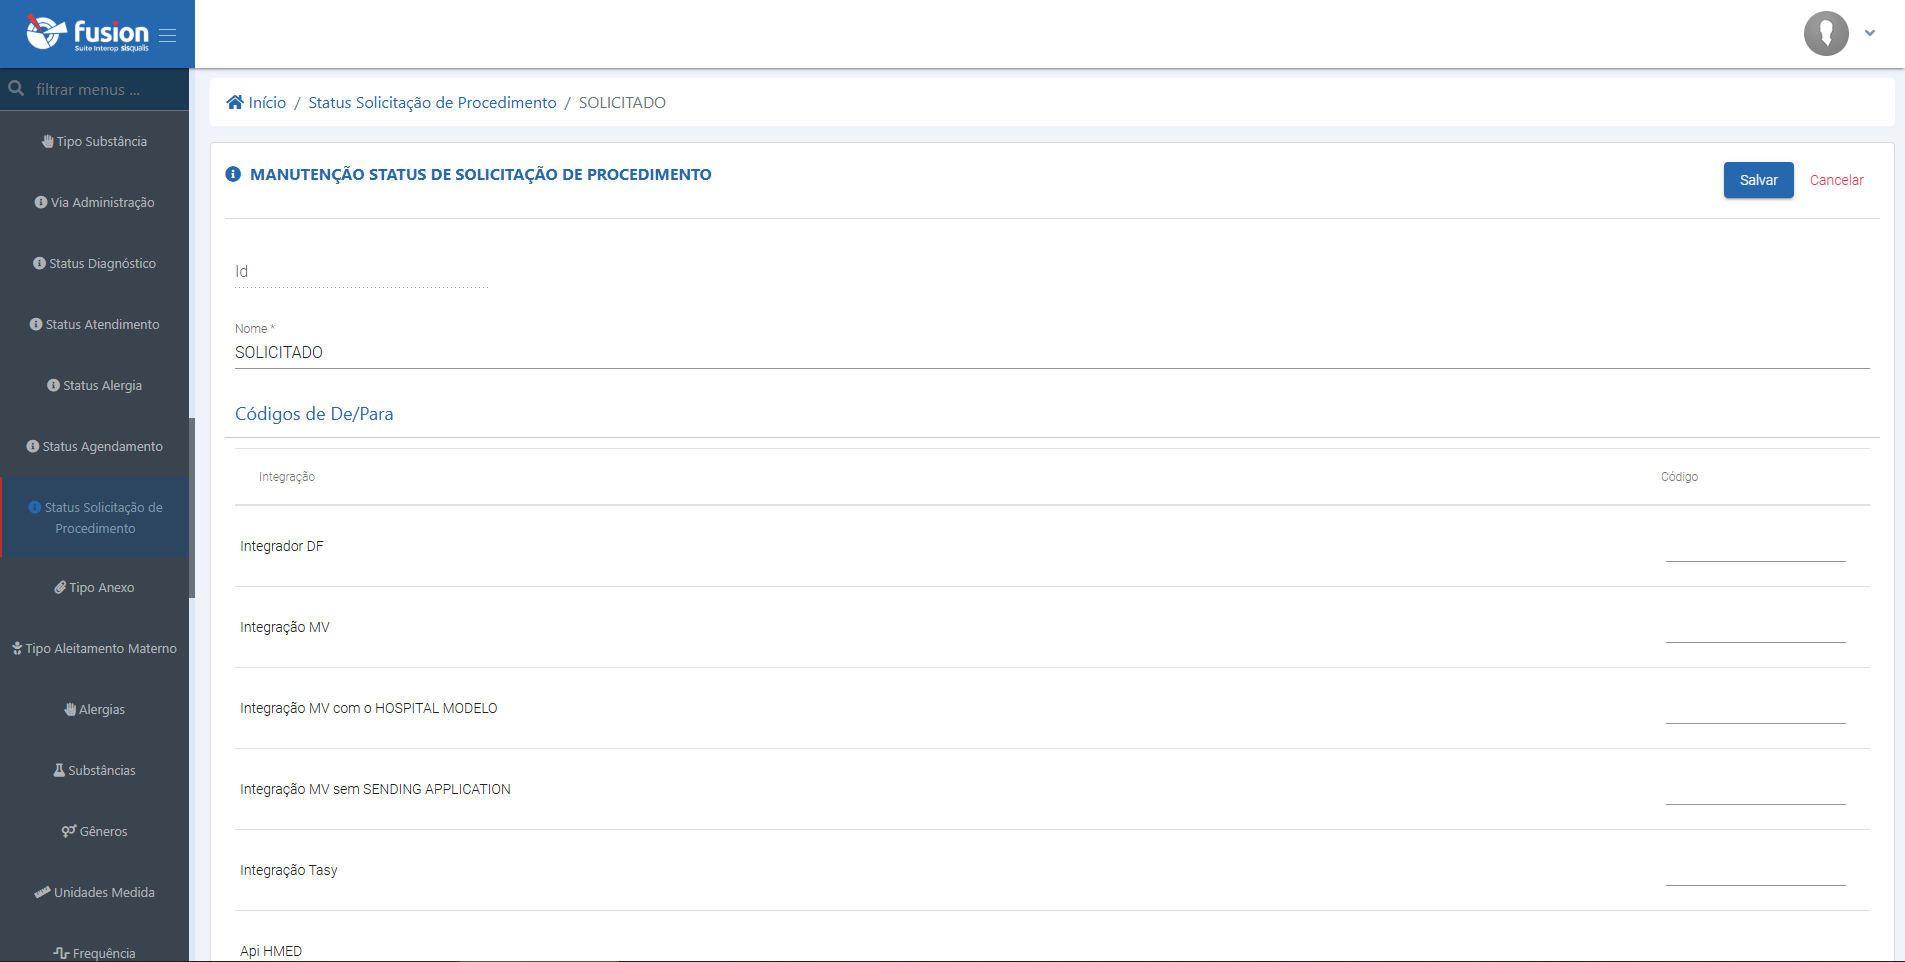 fusion
Suite Interop sisqualis
filtrar menus ...
Tipo Substância
Via Administração
Status Diagnóstico
Status Atendimento
Status Alergia
Status Agendamento
Status Solicitação de
Procedimento
Tipo Anexo
Tipo Aleitamento Materno
Alergias
Substâncias
Gêneros
Unidades Medida
Frequência
Início / Status Solicitação de Procedimento / SOLICITADO
MANUTENÇÃO STATUS DE SOLICITAÇÃO DE PROCEDIMENTO
Salvar Cancelar
Id
Nome *
SOLICITADO
Códigos de De/Para
Integração Código
Integrador DF
Integração MV
Integração MV com o HOSPITAL MODELO
Integração MV sem SENDING APPLICATION
Integração Tasy
Api HMED